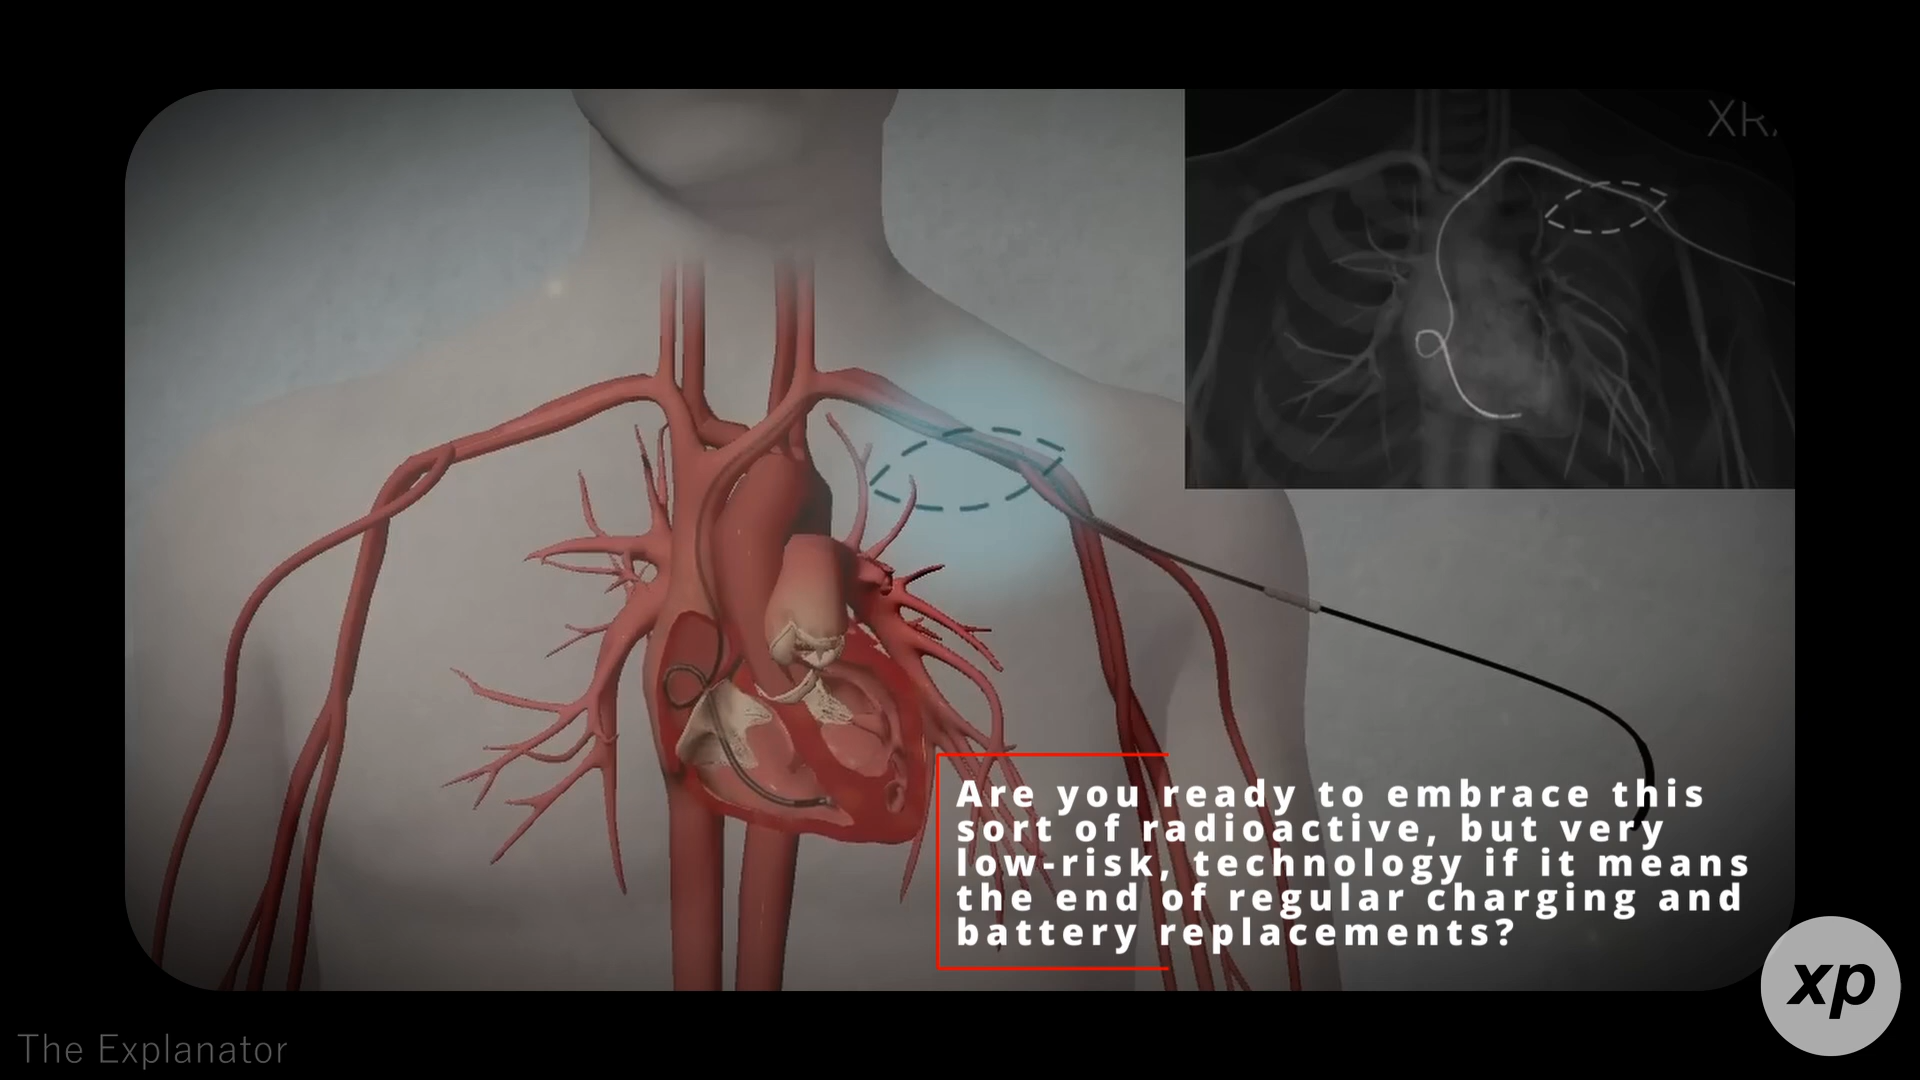 Are you ready to embrace this
sort of radioactive, but very
low-risk, technology if it means
the end of regular charging and
battery replacements?
xp
The Explanator